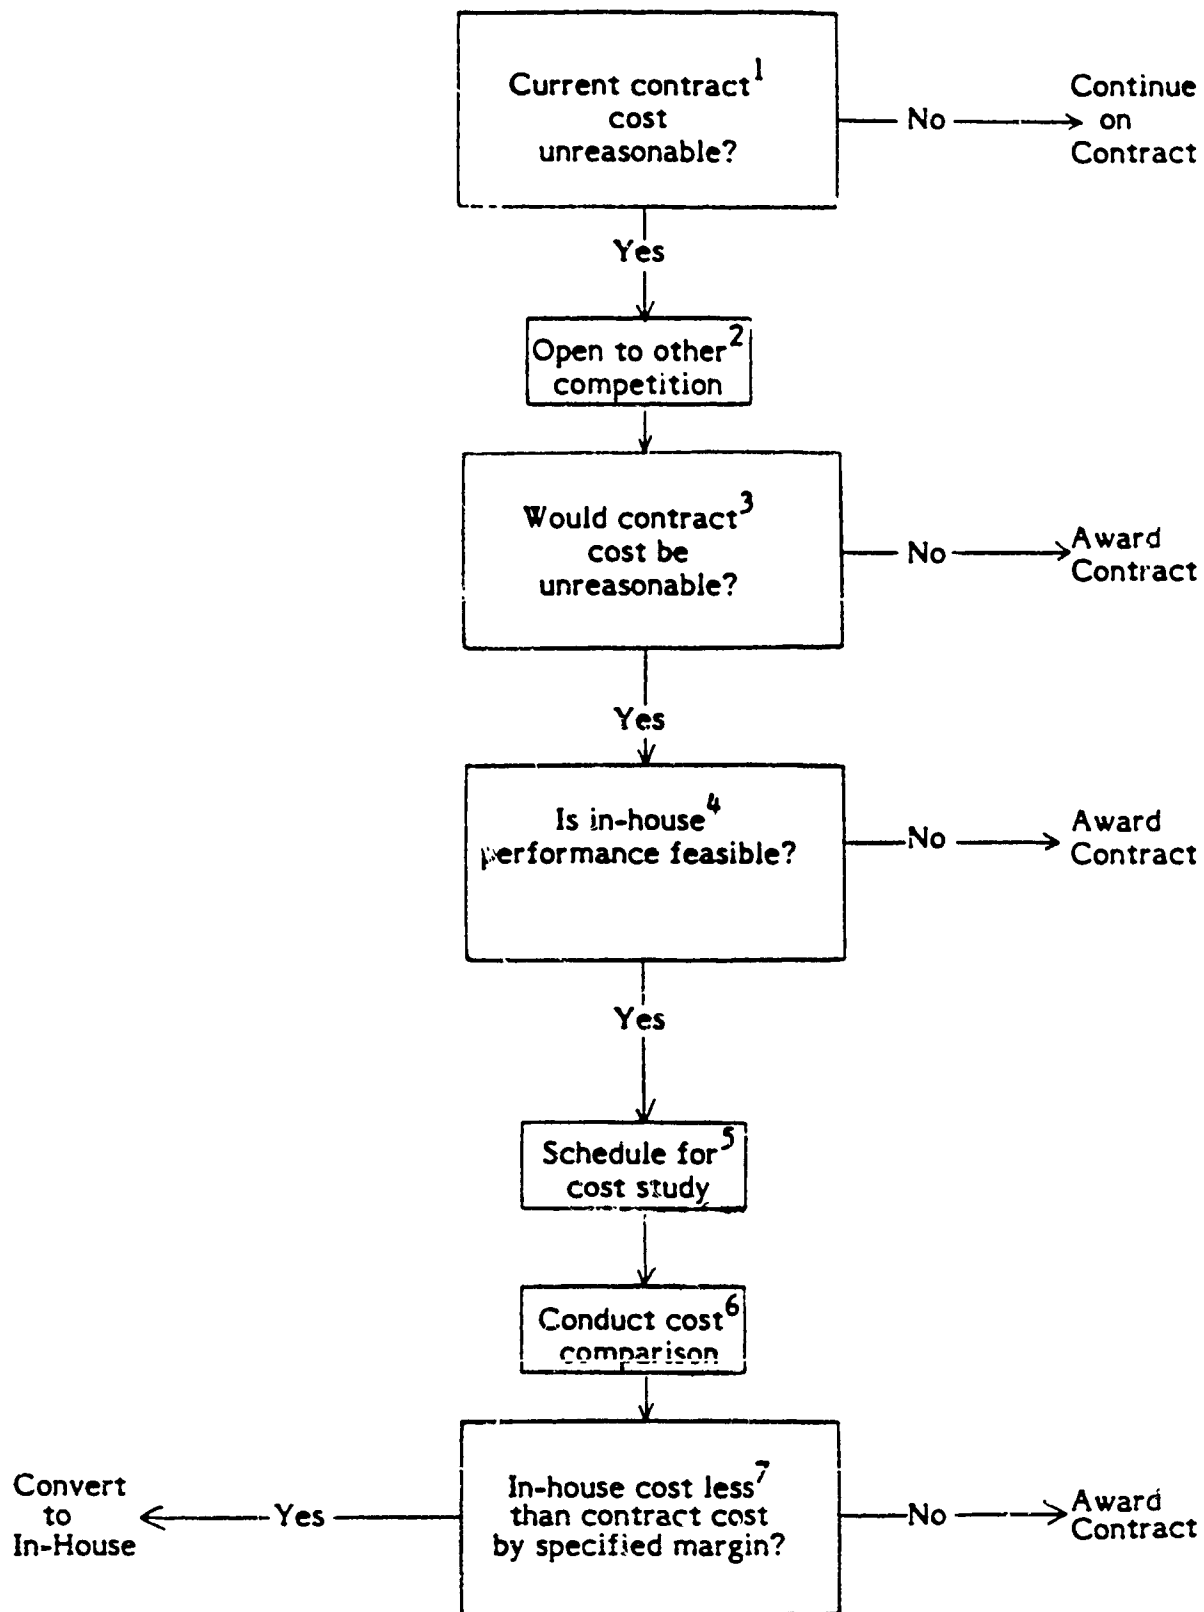 Current contract1
cost
unreasonable?
No
Continue
on
Contract
Yes
Open to other2
competition
Would contract3
cost be
unreasonable?
No
Award
Contract
Yes
Is in-house4
performance feasible?
No
Award
Contract
Yes
Schedule for5
cost study
Conduct cost6
comparison
In-house cost less7
than contract cost
by specified margin?
Yes
Convert
to
In-House
No
Award
Contract